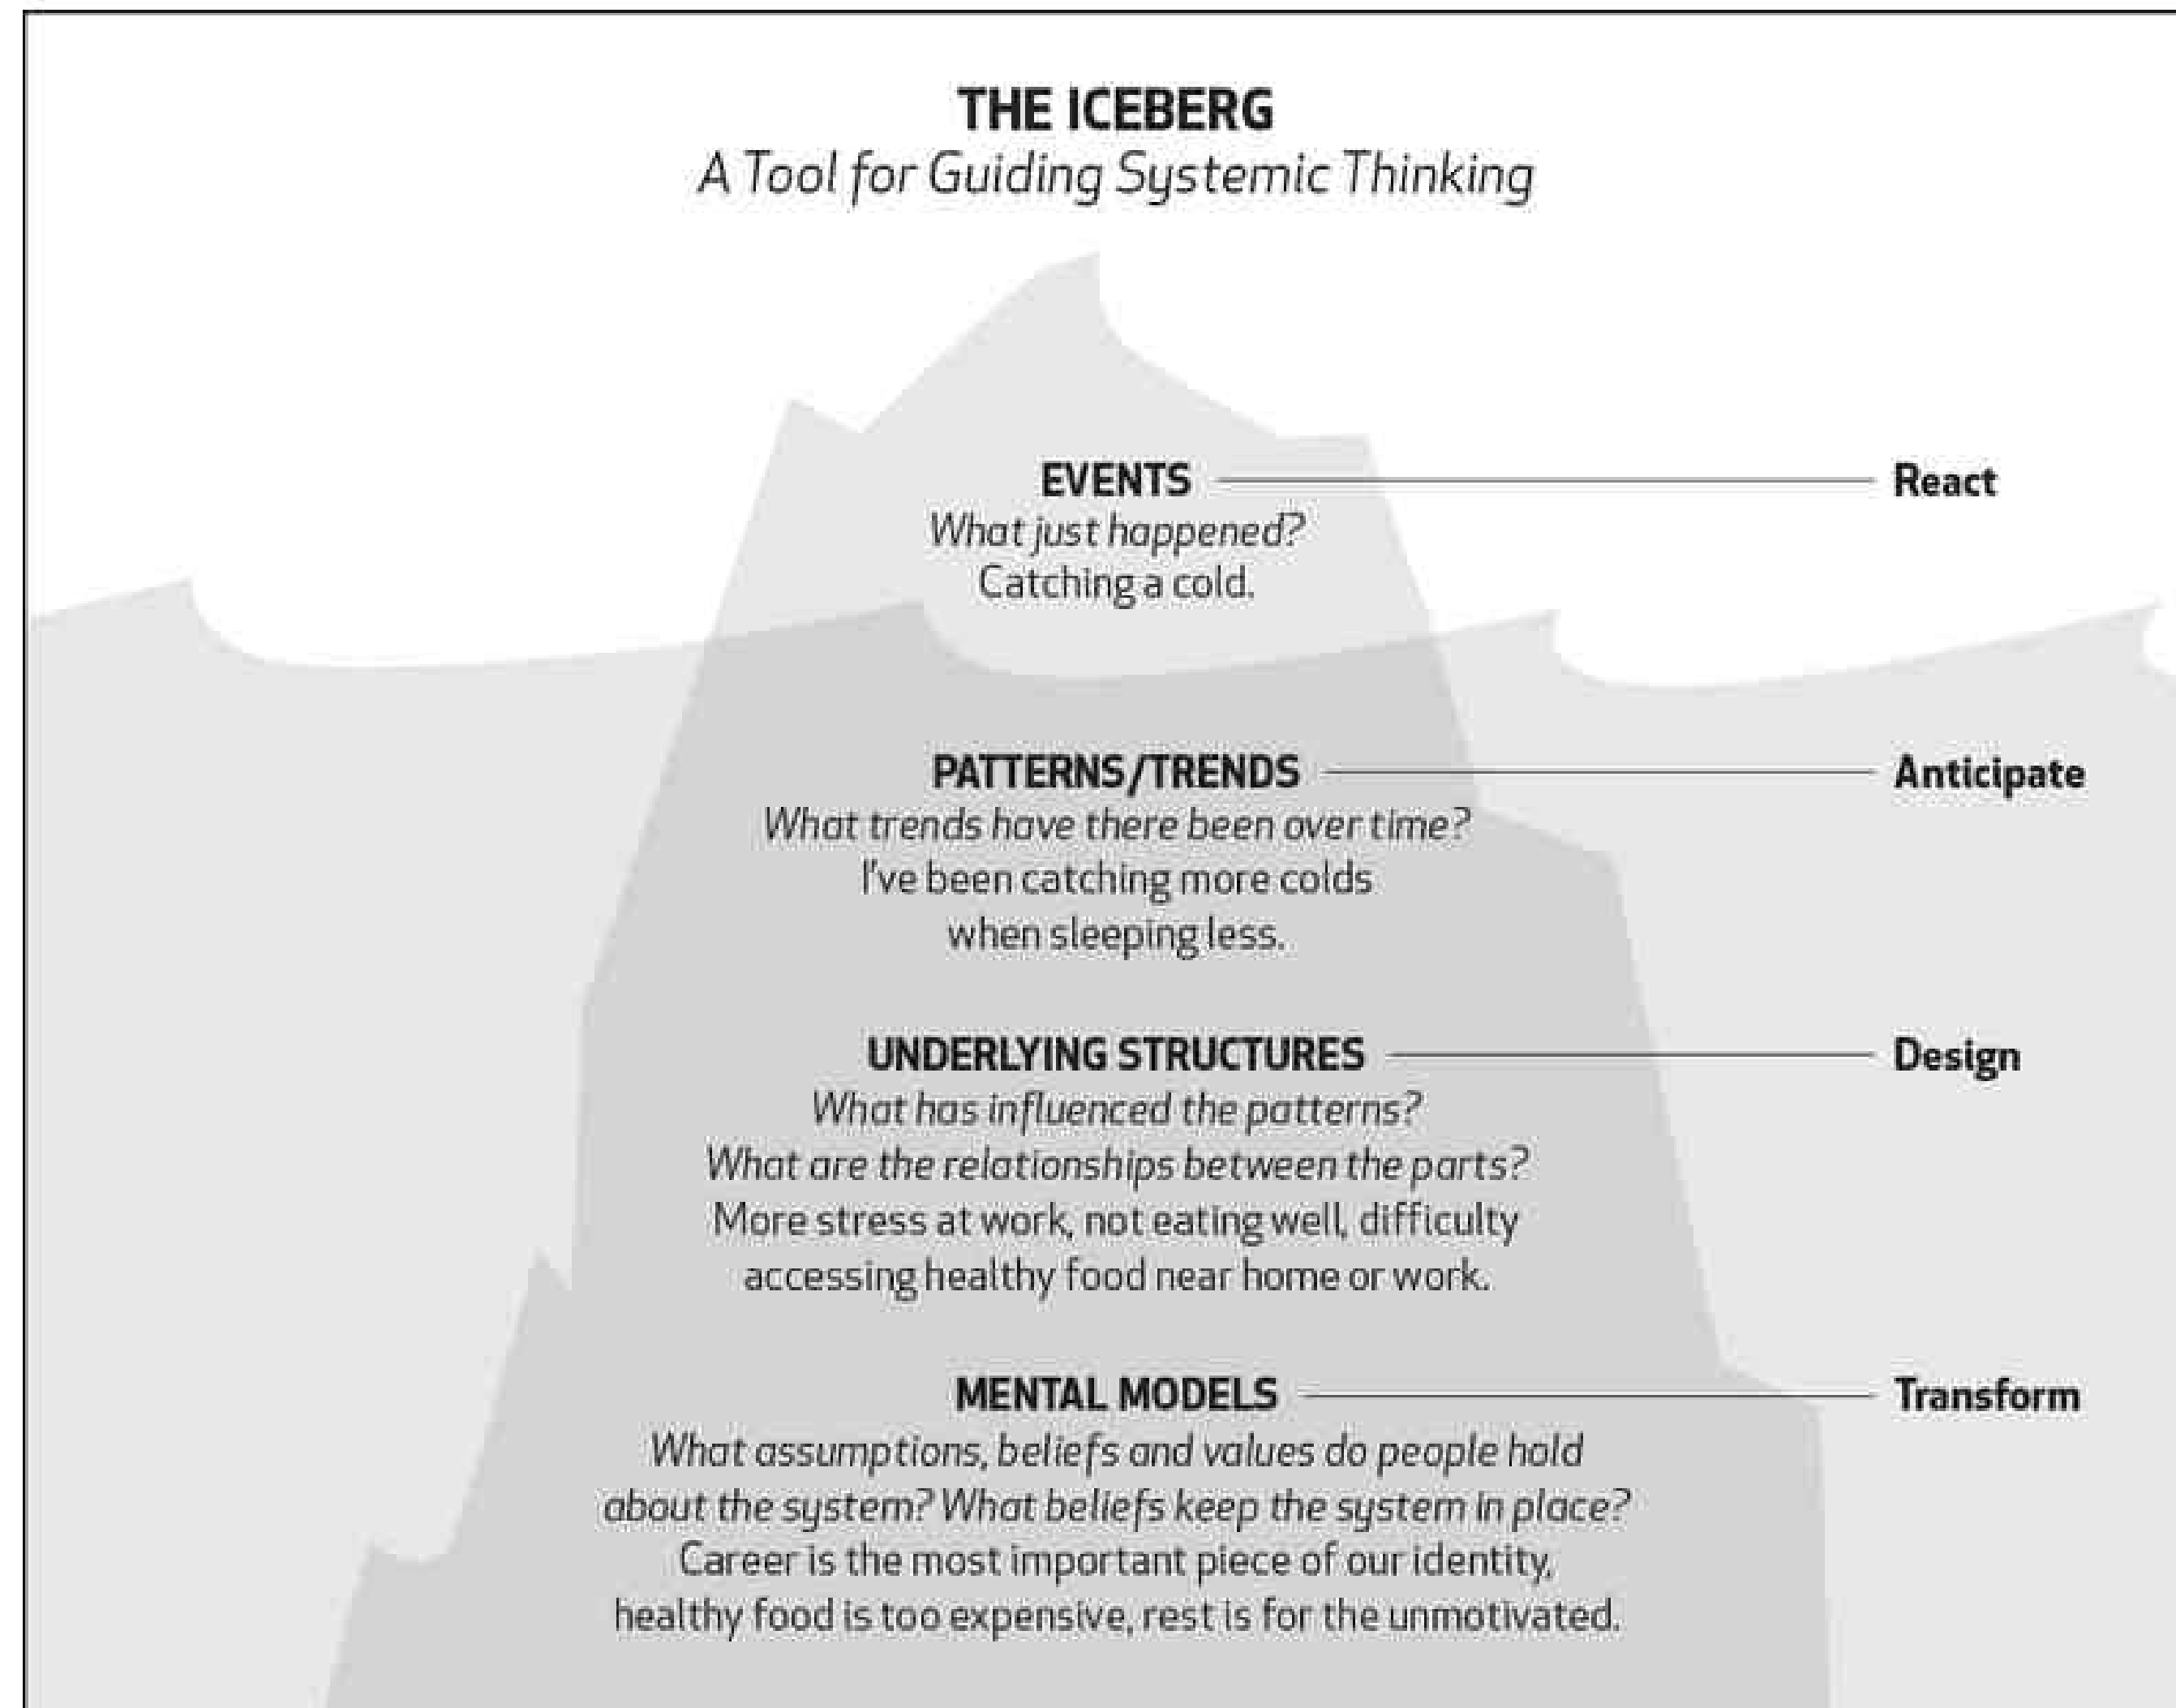 THE ICEBERG
A Tool for Guiding Systemic Thinking
EVENTS React
What just happened?
Catching a cold.
PATTERNS/TRENDS Anticipate
What trends have there been over time?
I've been catching more colds
when sleeping less.
UNDERLYING STRUCTURES Design
What has influenced the patterns?
What are the relationships between the parts?
More stress at work, not eating well, difficulty
accessing healthy food near home or work.
MENTAL MODELS Transform
What assumptions, beliefs and values do people hold
about the system? What beliefs keep the system in place?
Career is the most important piece of our identity,
healthy food is too expensive, rest is for the unmotivated.